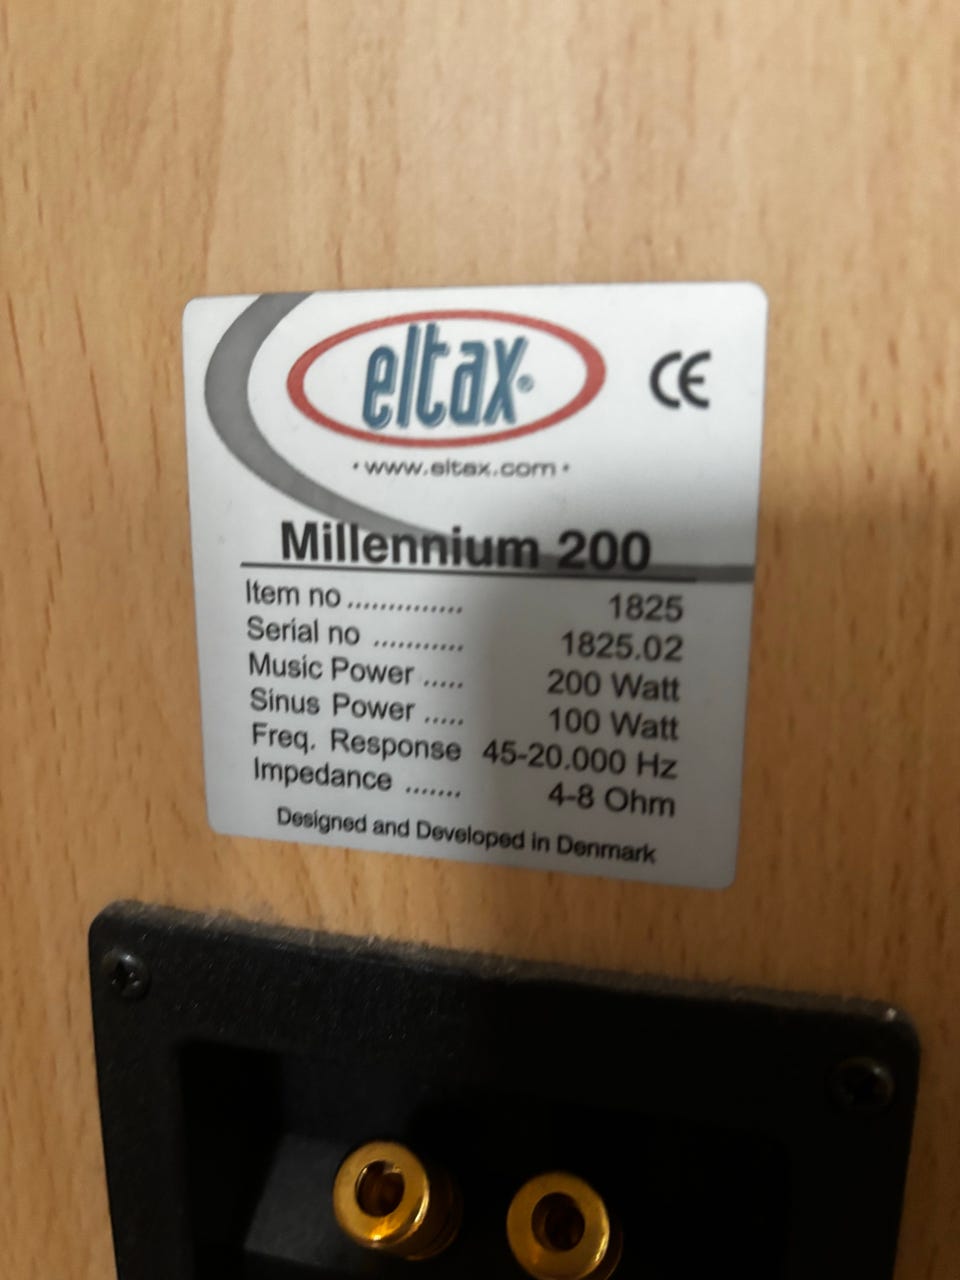 eltax®
CE
• www.eltax.com •
Millennium 200
Item no .............. 1825
Serial no ........... 1825.02
Music Power ..... 200 Watt
Sinus Power ..... 100 Watt
Freq. Response 45-20.000 Hz
Impedance ....... 4-8 Ohm
Designed and Developed in Denmark